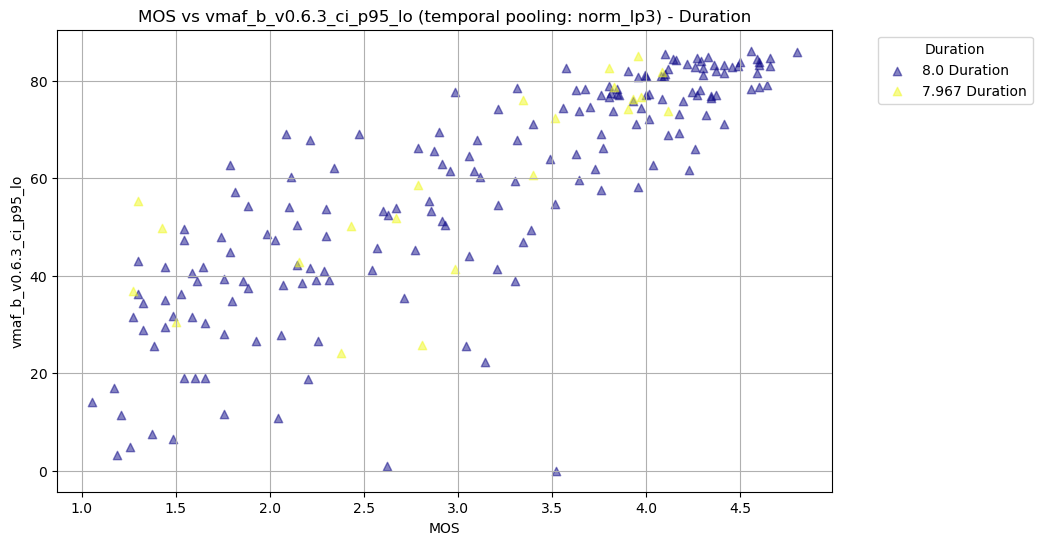 MOS vs vmaf_b_v0.6.3_ci_p95_lo (temporal pooling: norm_lp3) - Duration
Duration
8.0 Duration
7.967 Duration
vmaf_b_v0.6.3_ci_p95_lo
80
60
40
20
0
1.0 1.5 2.0 2.5 3.0 3.5 4.0 4.5
MOS